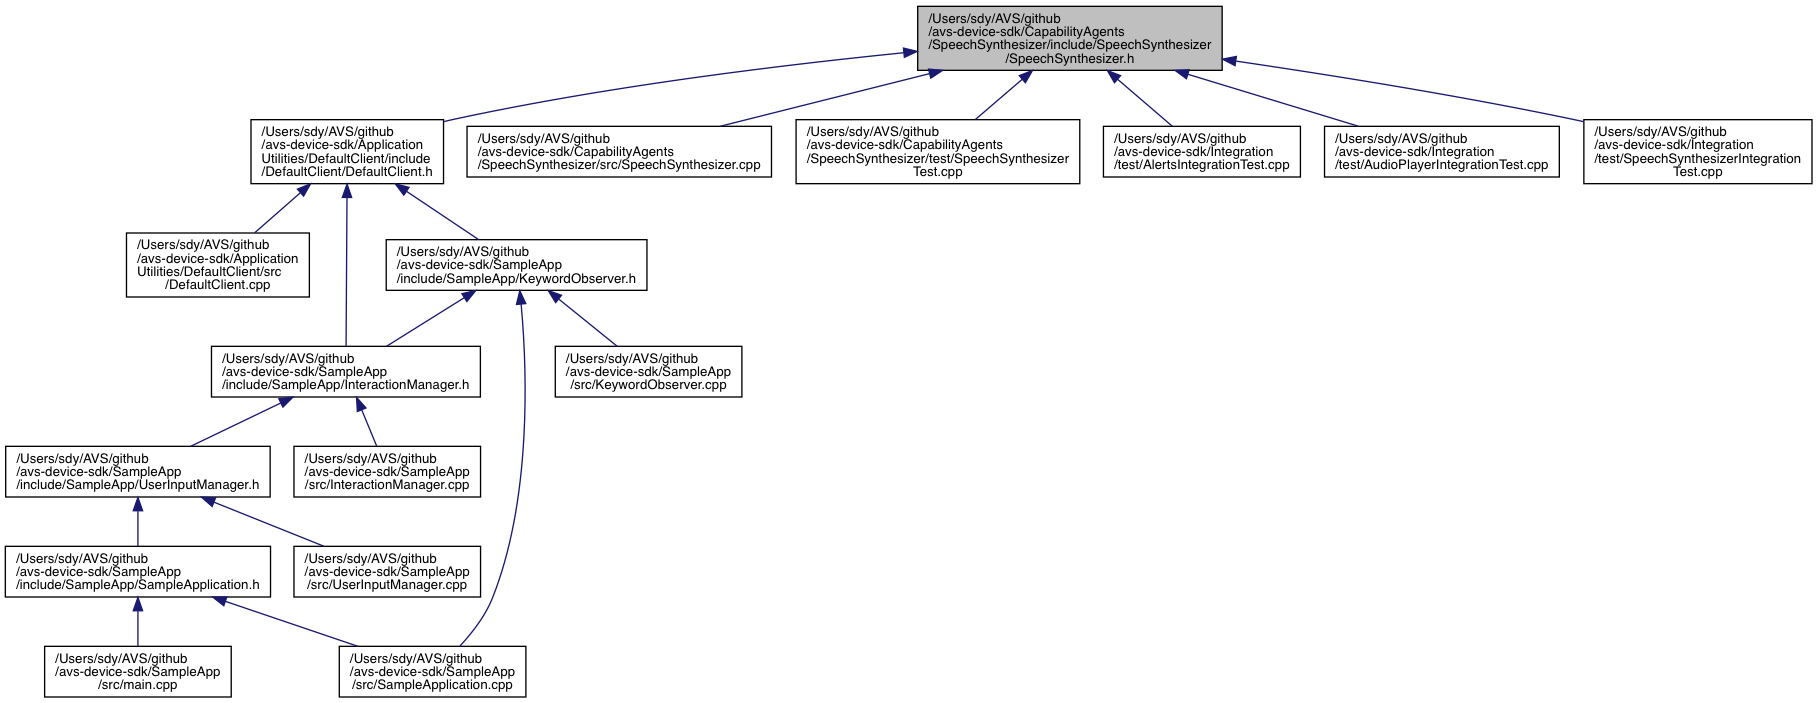 /Users/sdy/AVS/github
/avs-device-sdk/CapabilityAgents
/SpeechSynthesizer/include/SpeechSynthesizer
/SpeechSynthesizer.h
/Users/sdy/AVS/github
/avs-device-sdk/Application
Utilities/DefaultClient/include
/DefaultClient/DefaultClient.h
/Users/sdy/AVS/github
/avs-device-sdk/CapabilityAgents
/SpeechSynthesizer/src/SpeechSynthesizer.cpp
/Users/sdy/AVS/github
/avs-device-sdk/CapabilityAgents
/SpeechSynthesizer/test/SpeechSynthesizer
Test.cpp
/Users/sdy/AVS/github
/avs-device-sdk/Integration
/test/AlertsIntegrationTest.cpp
/Users/sdy/AVS/github
/avs-device-sdk/Integration
/test/AudioPlayerIntegrationTest.cpp
/Users/sdy/AVS/github
/avs-device-sdk/Integration
/test/SpeechSynthesizerIntegration
Test.cpp
/Users/sdy/AVS/github
/avs-device-sdk/Application
Utilities/DefaultClient/src
/DefaultClient.cpp
/Users/sdy/AVS/github
/avs-device-sdk/SampleApp
/include/SampleApp/KeywordObserver.h
/Users/sdy/AVS/github
/avs-device-sdk/SampleApp
/include/SampleApp/InteractionManager.h
/Users/sdy/AVS/github
/avs-device-sdk/SampleApp
/src/KeywordObserver.cpp
/Users/sdy/AVS/github
/avs-device-sdk/SampleApp
/include/SampleApp/UserInputManager.h
/Users/sdy/AVS/github
/avs-device-sdk/SampleApp
/src/InteractionManager.cpp
/Users/sdy/AVS/github
/avs-device-sdk/SampleApp
/include/SampleApp/SampleApplication.h
/Users/sdy/AVS/github
/avs-device-sdk/SampleApp
/src/UserInputManager.cpp
/Users/sdy/AVS/github
/avs-device-sdk/SampleApp
/src/main.cpp
/Users/sdy/AVS/github
/avs-device-sdk/SampleApp
/src/SampleApplication.cpp